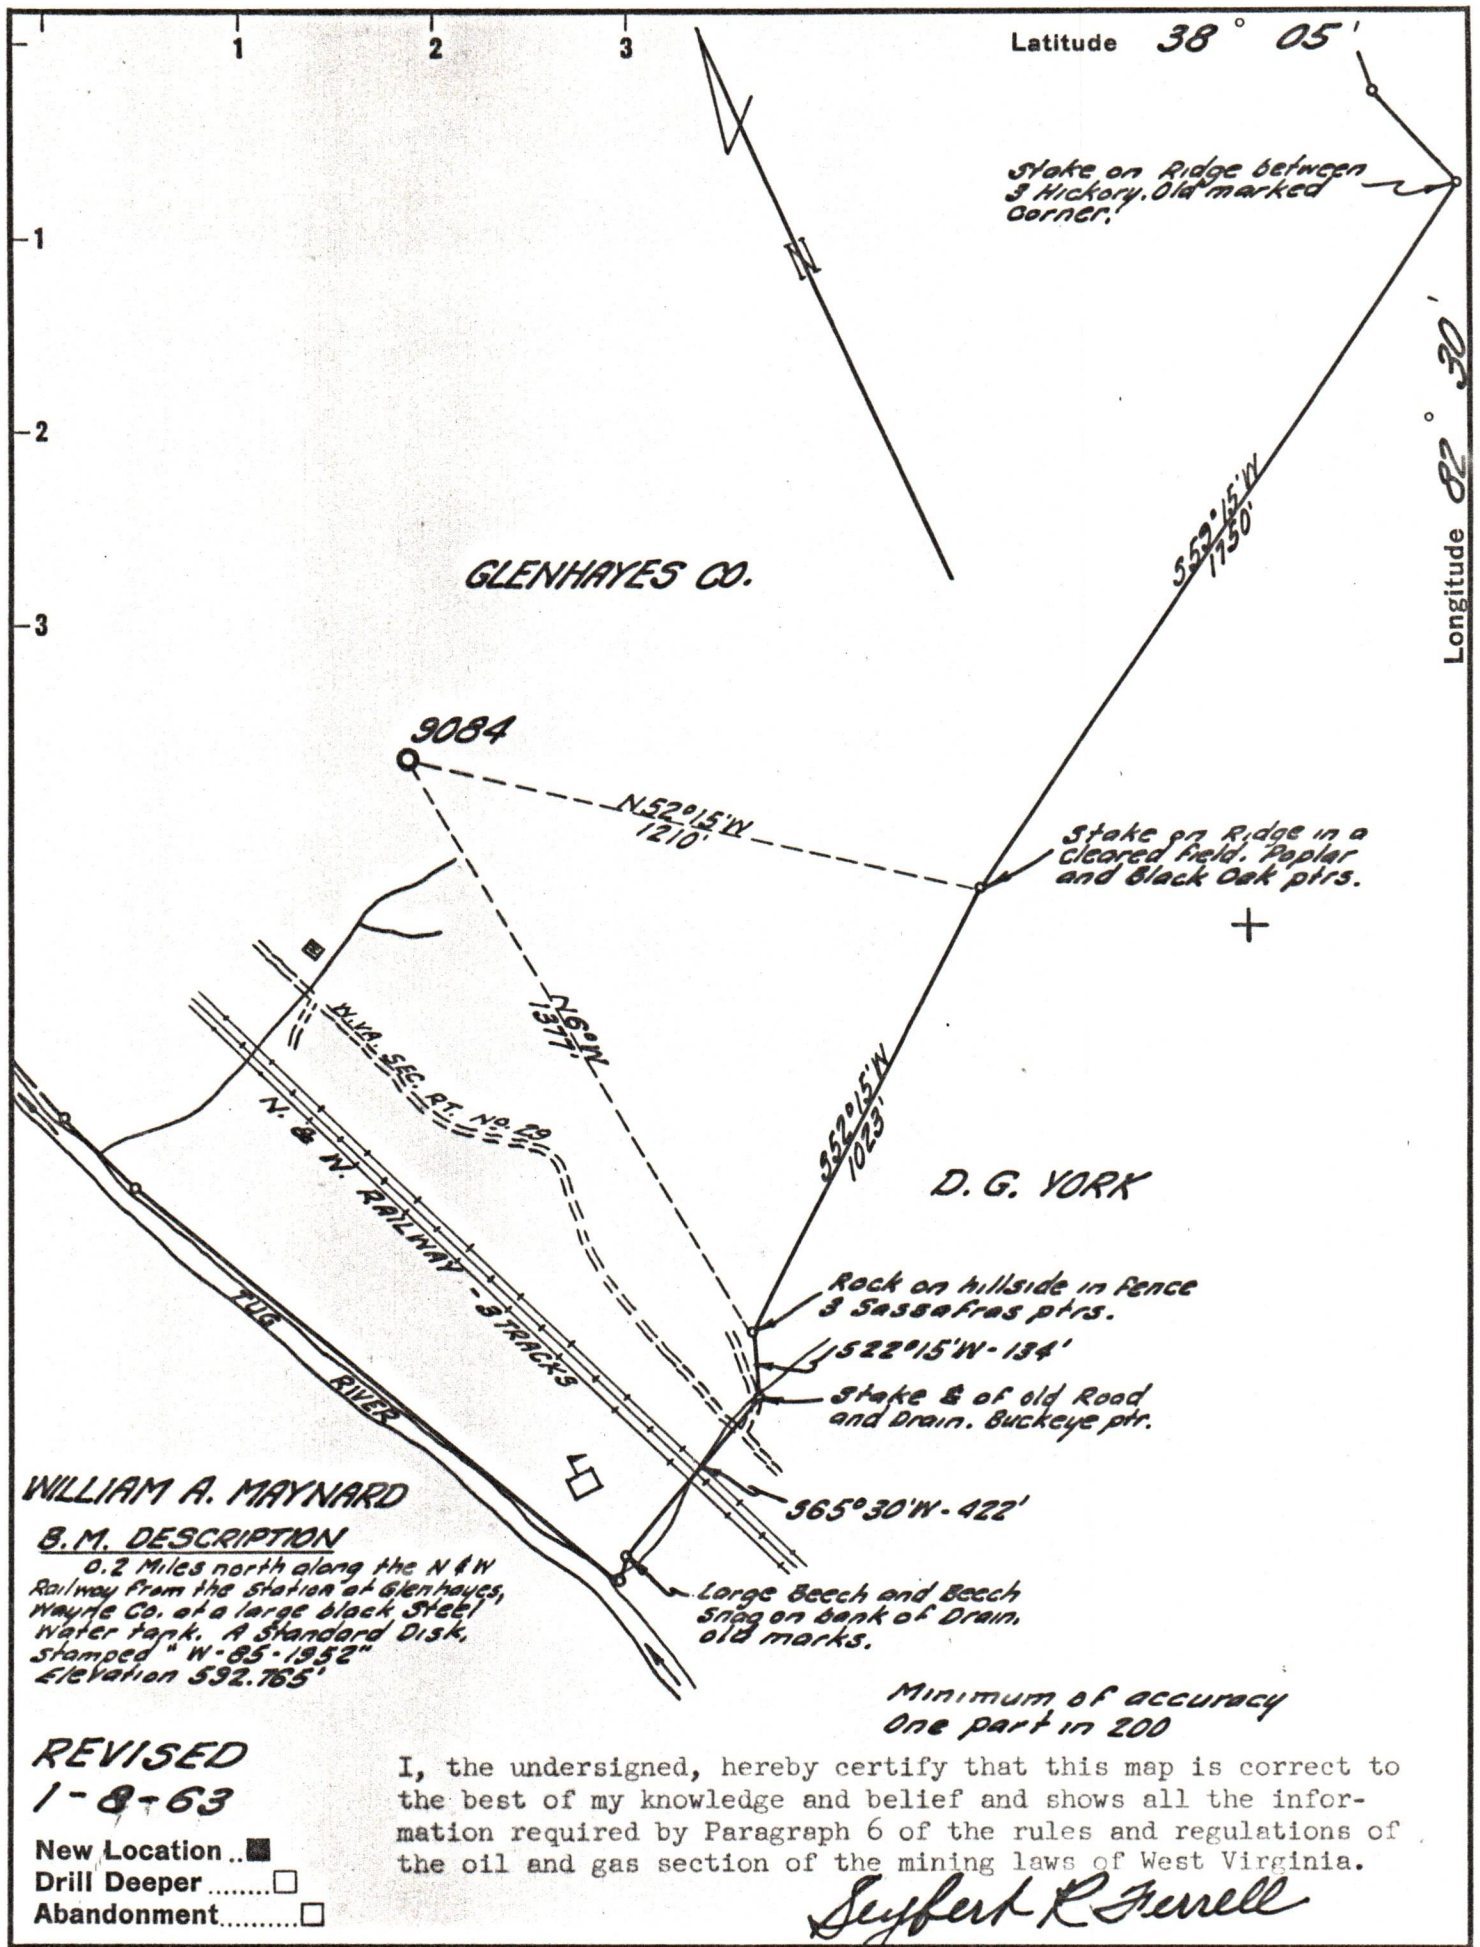 1 2 3
Latitude 38° 05'
Stake on Ridge between
3 Hickory. Old marked
Corner.
1
N
Longitude 82° 30'
2
S59°15'W
1750'
GLENHAYES CO.
3
9084
N52°15'W
1210'
Stake on Ridge in a
cleared field. Poplar
and Black Oak ptrs.
N6°W
1377'
W.VA. SEC. RT. NO. 29
N. & W. RAILWAY - 3 TRACKS
S52°15'W
1023'
D. G. YORK
Rock on hillside in Fence
3 Sassafras ptrs.
S22°15'W - 134'
TUG RIVER
Stake & of old Road
and Drain. Buckeye ptr.
WILLIAM A. MAYNARD
S65°30'W - 422'
B.M. DESCRIPTION
0.2 Miles north along the N & W
Railway from the Station at Glenhayes,
Wayne Co. at a large black Steel
Water tank. A Standard Disk,
stamped "W-85-1952"
Elevation 592.765'
Large Beech and Beech
snag on bank of Drain,
old marks.
Minimum of accuracy
One part in 200
REVISED
1-8-63
I, the undersigned, hereby certify that this map is correct to
the best of my knowledge and belief and shows all the infor-
mation required by Paragraph 6 of the rules and regulations of
the oil and gas section of the mining laws of West Virginia.
New Location ..
Drill Deeper ........
Abandonment..........
Seyfert R Ferrell